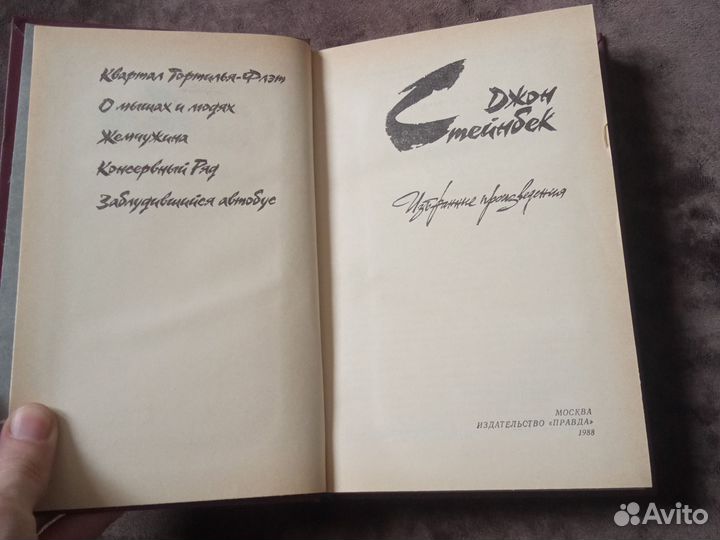 Квартал Тортилья-Флэт
О мышах и людях
Жемчужина
Консервный Ряд
Заблудившийся автобус
Джон
Стейнбек
Избранные произведения
МОСКВА
ИЗДАТЕЛЬСТВО «ПРАВДА»
1988
Avito